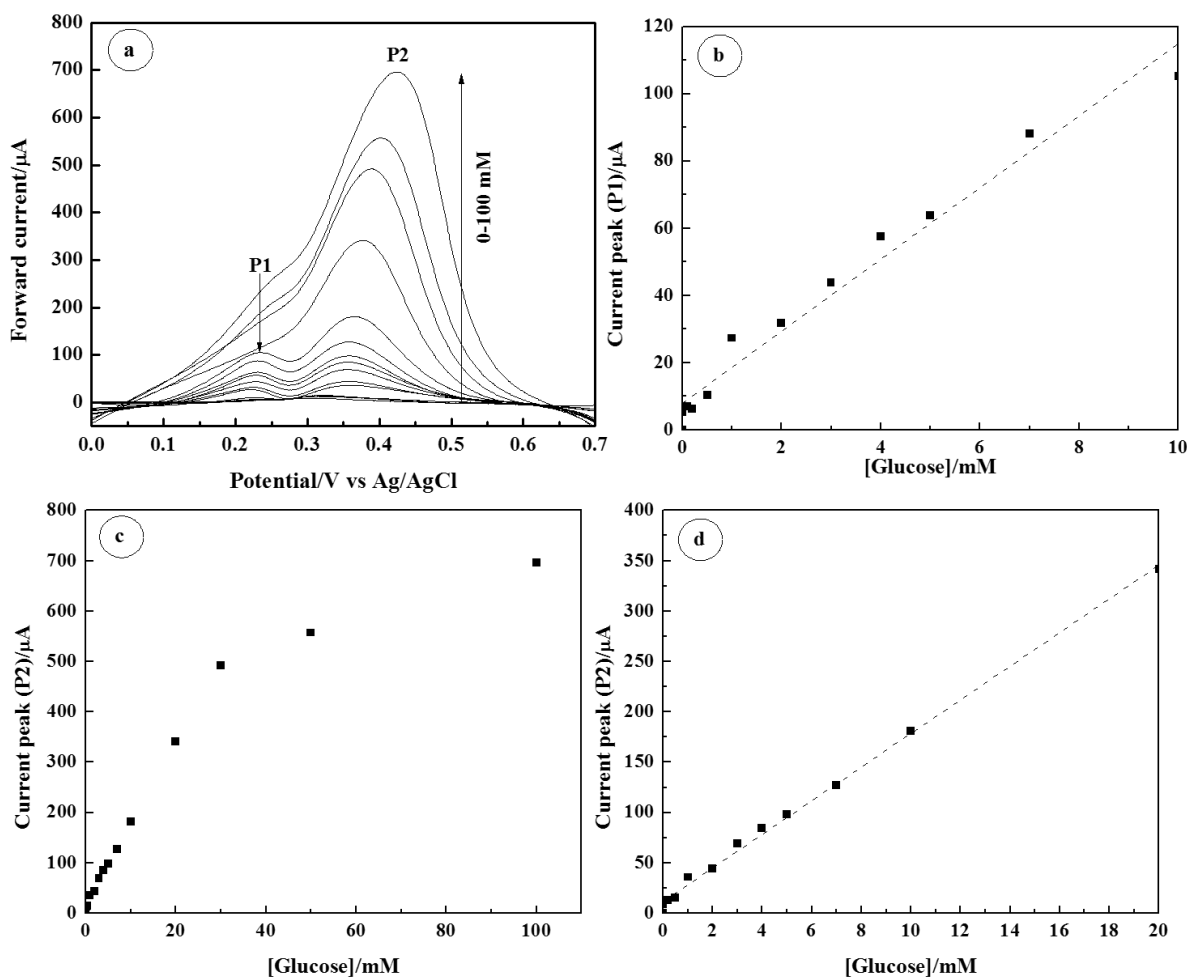 a
P1
P2
0-100 mM
Forward current/µA
800
700
600
500
400
300
200
100
0
0.0 0.1 0.2 0.3 0.4 0.5 0.6 0.7
Potential/V vs Ag/AgCl
b
Current peak (P1)/µA
120
100
80
60
40
20
0
0 2 4 6 8 10
[Glucose]/mM
c
Current peak (P2)/µA
800
700
600
500
400
300
200
100
0
0 20 40 60 80 100
[Glucose]/mM
d
Current peak (P2)/µA
400
350
300
250
200
150
100
50
0
0 2 4 6 8 10 12 14 16 18 20
[Glucose]/mM